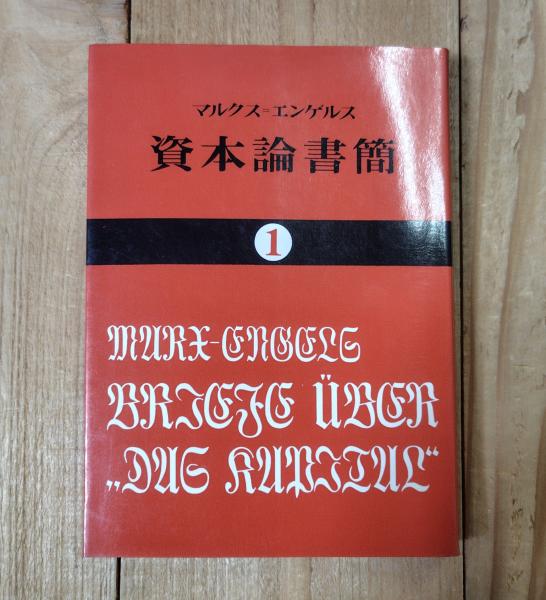 マルクス=エンゲルス
資本論書簡
1
MARX-ENGELS
BRIEFE ÜBER
„DAS KAPITAL“